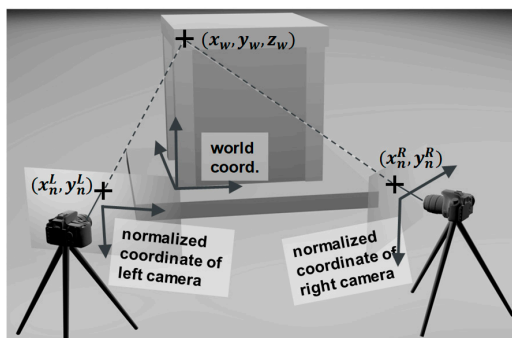 (x_w, y_w, z_w)
world
coord.
(x_n^L, y_n^L)
(x_n^R, y_n^R)
normalized
coordinate of
left camera
normalized
coordinate of
right camera